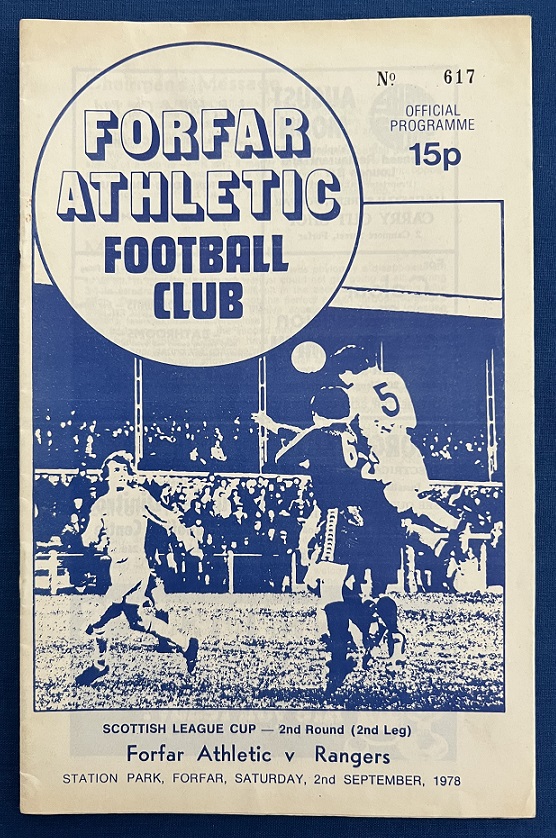 Nº 617
OFFICIAL
PROGRAMME
15p
FORFAR
ATHLETIC
FOOTBALL
CLUB
5
6
SCOTTISH LEAGUE CUP — 2nd Round (2nd Leg)
Forfar Athletic v Rangers
STATION PARK, FORFAR, SATURDAY, 2nd SEPTEMBER, 1978